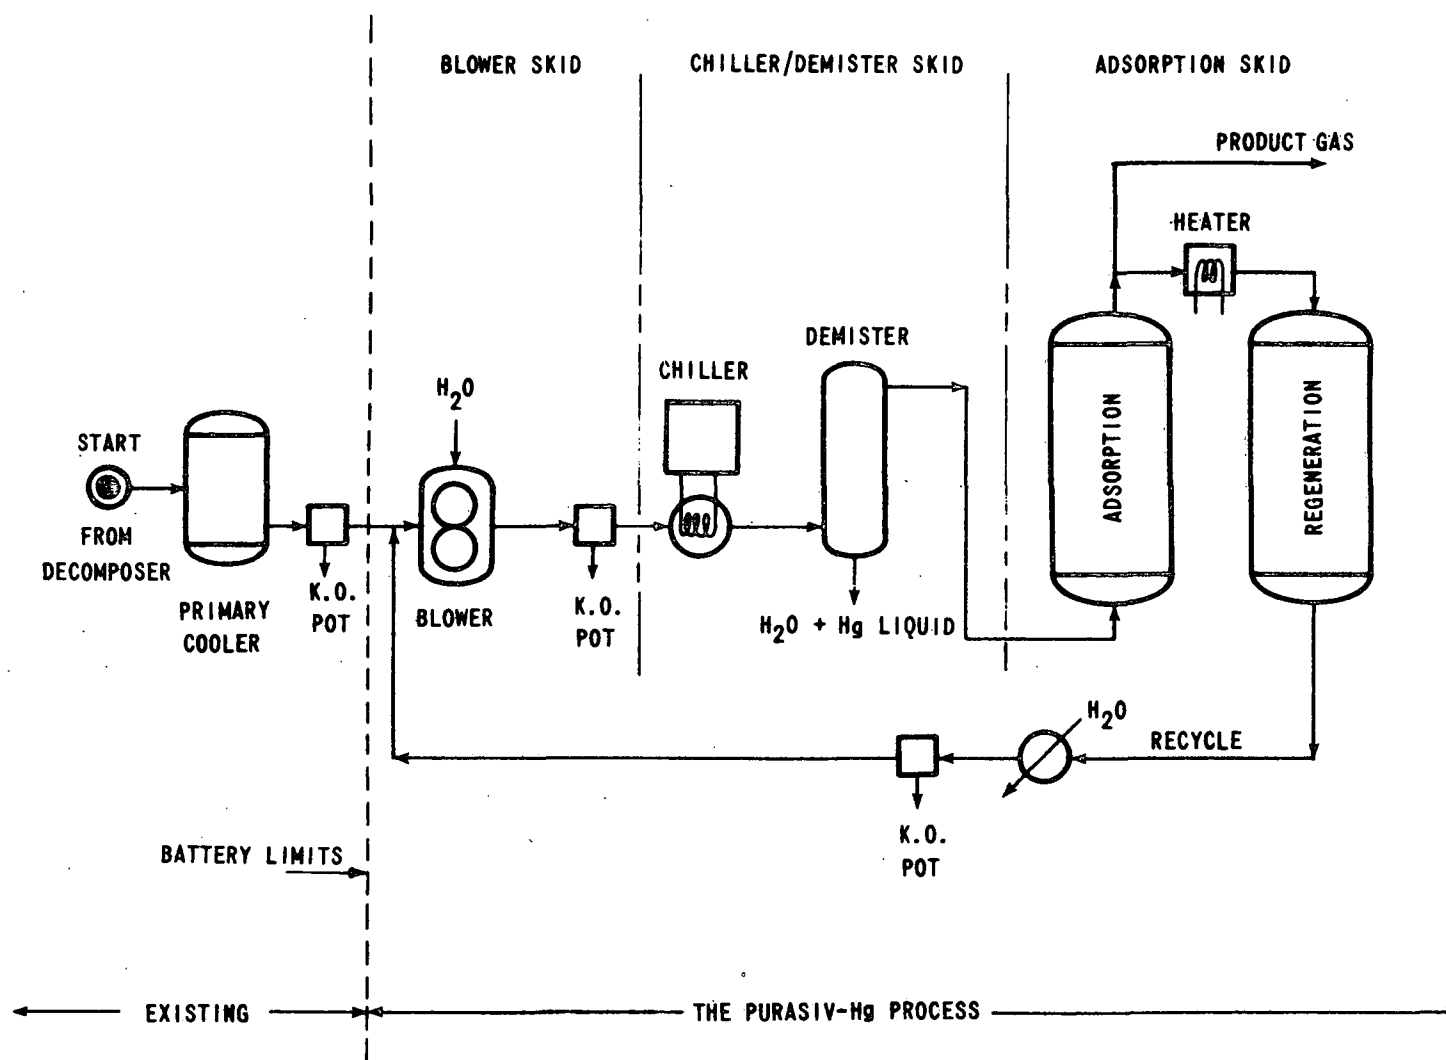 BLOWER SKID
CHILLER/DEMISTER SKID
ADSORPTION SKID
PRODUCT GAS
HEATER
DEMISTER
CHILLER
H2O
START
FROM
DECOMPOSER
PRIMARY
COOLER
K.O.
POT
BLOWER
K.O.
POT
H2O + Hg LIQUID
ADSORPTION
REGENERATION
H2O
RECYCLE
K.O.
POT
BATTERY LIMITS
EXISTING
THE PURASIV-Hg PROCESS